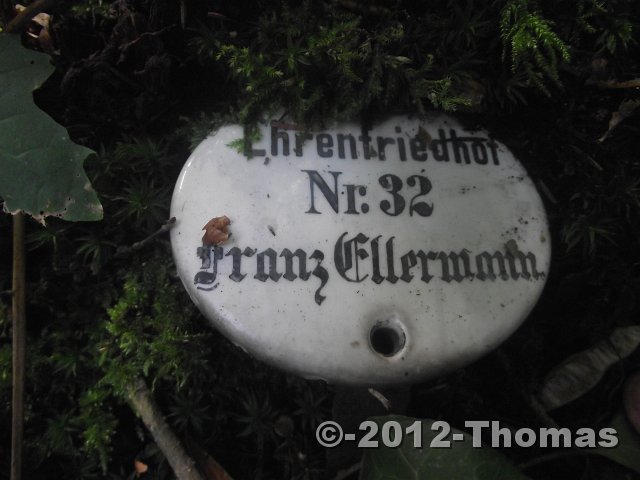 Ehrenfriedhof
Nr. 32
Franz Ellermann.
©-2012-Thomas